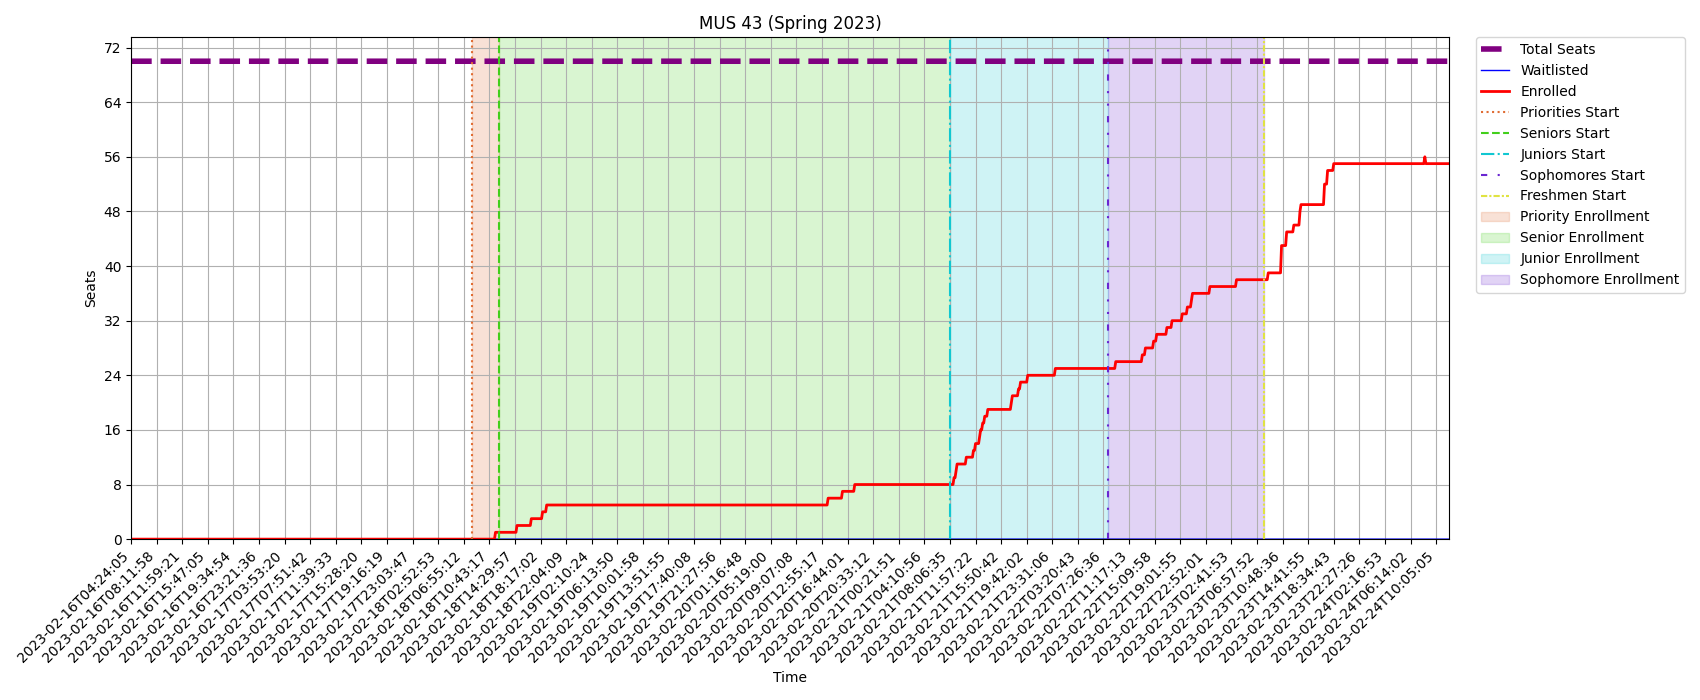 MUS 43 (Spring 2023)
72
64
56
48
40
32
24
16
8
0
Seats
Total Seats
Waitlisted
Enrolled
Priorities Start
Seniors Start
Juniors Start
Sophomores Start
Freshmen Start
Priority Enrollment
Senior Enrollment
Junior Enrollment
Sophomore Enrollment
2023-02-16T04:24:05
2023-02-16T08:11:58
2023-02-16T11:59:21
2023-02-16T15:47:05
2023-02-16T19:34:54
2023-02-16T23:21:36
2023-02-17T03:53:20
2023-02-17T07:51:42
2023-02-17T11:39:33
2023-02-17T15:28:20
2023-02-17T19:16:19
2023-02-17T23:03:47
2023-02-18T02:52:53
2023-02-18T06:55:12
2023-02-18T10:43:17
2023-02-18T14:29:57
2023-02-18T18:17:02
2023-02-18T22:04:09
2023-02-19T02:10:24
2023-02-19T06:13:50
2023-02-19T10:01:58
2023-02-19T13:51:55
2023-02-19T17:40:08
2023-02-19T21:27:56
2023-02-20T01:16:48
2023-02-20T05:19:00
2023-02-20T09:07:08
2023-02-20T12:55:17
2023-02-20T16:44:01
2023-02-20T20:33:12
2023-02-21T00:21:51
2023-02-21T04:10:56
2023-02-21T08:06:35
2023-02-21T11:57:22
2023-02-21T15:50:42
2023-02-21T19:42:02
2023-02-21T23:31:06
2023-02-22T03:20:43
2023-02-22T07:26:36
2023-02-22T11:17:13
2023-02-22T15:09:58
2023-02-22T19:01:55
2023-02-22T22:52:01
2023-02-23T02:41:53
2023-02-23T06:57:52
2023-02-23T10:48:36
2023-02-23T14:41:55
2023-02-23T18:34:43
2023-02-23T22:27:26
2023-02-24T02:16:53
2023-02-24T06:14:02
2023-02-24T10:05:05
Time